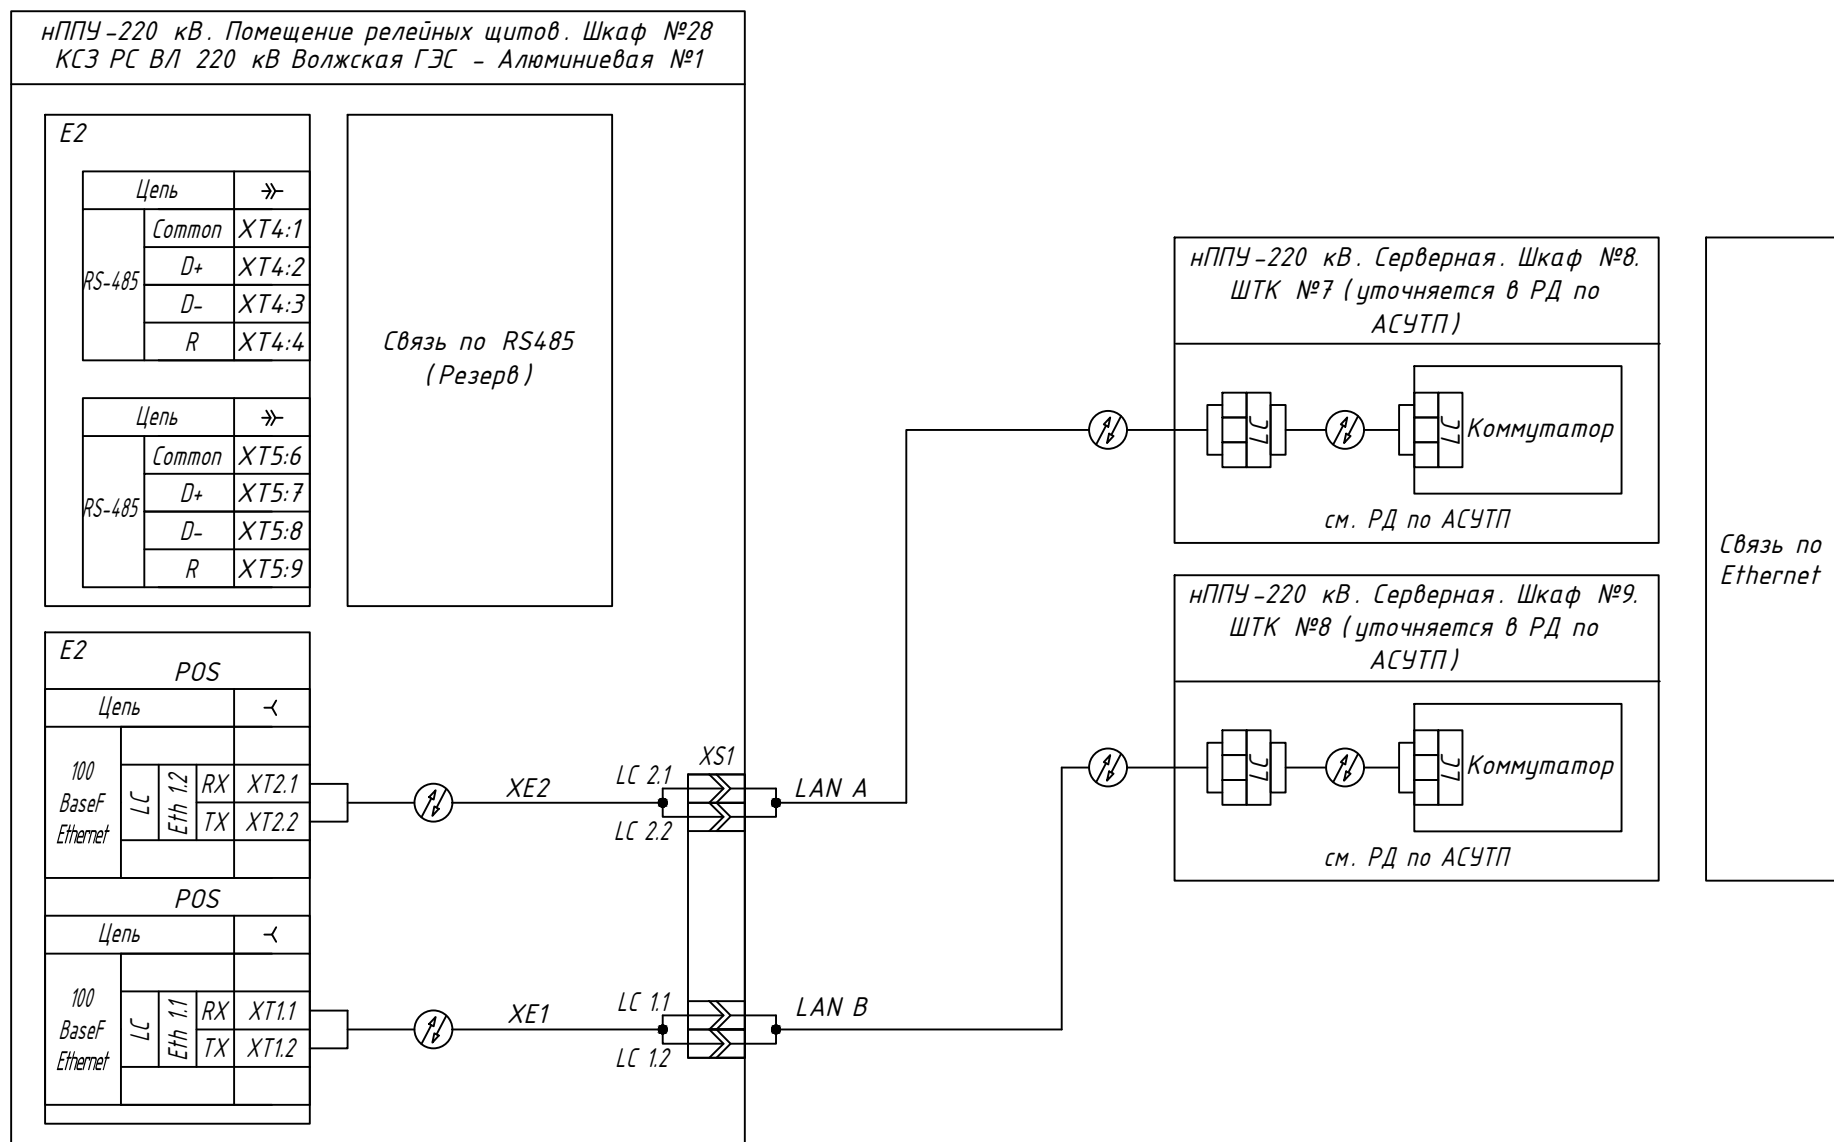 нППУ-220 кВ. Помещение релейных щитов. Шкаф №28
КСЗ РС ВЛ 220 кВ Волжская ГЭС - Алюминиевая №1
E2
Цепь
RS-485
Common XT4:1
D+ XT4:2
D- XT4:3
R XT4:4
Цепь
RS-485
Common XT5:6
D+ XT5:7
D- XT5:8
R XT5:9
Связь по RS485
(Резерв)
E2
POS
Цепь
100
BaseF
Ethernet
LC
Eth 1.2
RX XT2.1
TX XT2.2
POS
Цепь
100
BaseF
Ethernet
LC
Eth 1.1
RX XT1.1
TX XT1.2
XE2
LC 2.1
LC 2.2
XS1
LAN A
XE1
LC 1.1
LC 1.2
LAN B
нППУ-220 кВ. Серверная. Шкаф №8.
ШТК №7 (уточняется в РД по
АСУТП)
LC
LC
Коммутатор
см. РД по АСУТП
нППУ-220 кВ. Серверная. Шкаф №9.
ШТК №8 (уточняется в РД по
АСУТП)
LC
LC
Коммутатор
см. РД по АСУТП
Связь по
Ethernet